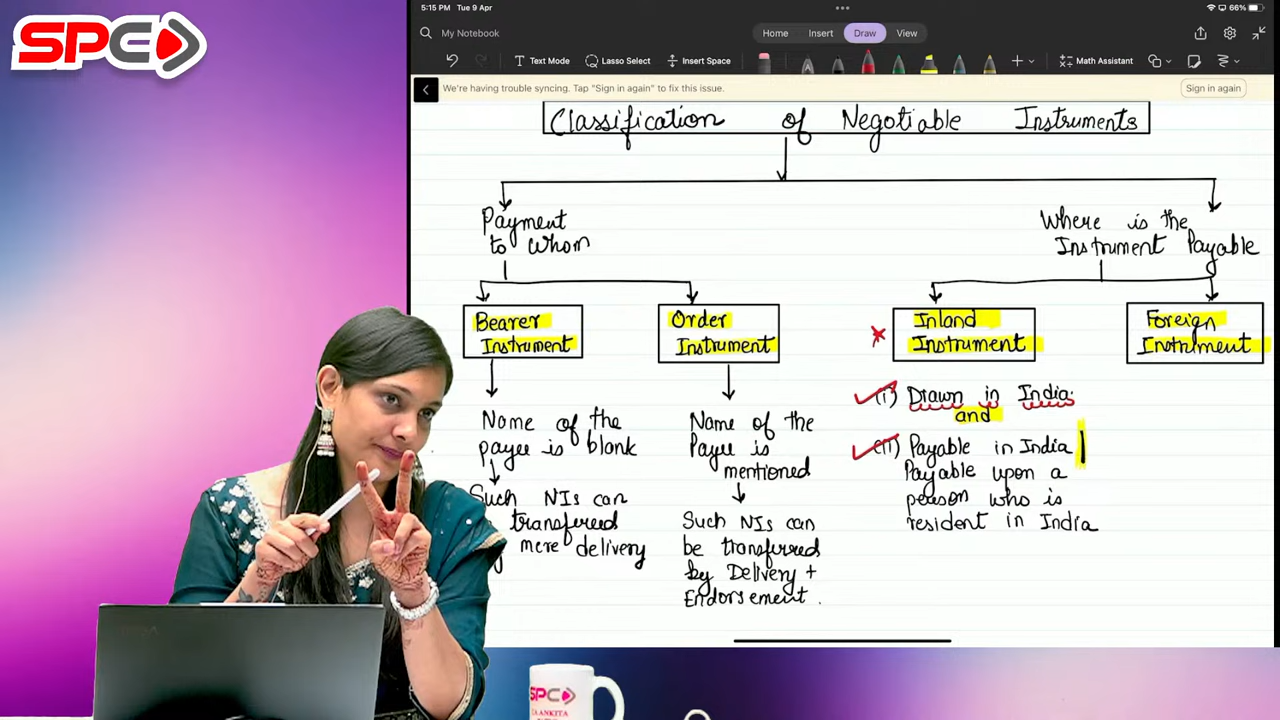 SPC
5:15 PM Tue 9 Apr
66%
My Notebook
Home Insert Draw View
Text Mode Lasso Select Insert Space Math Assistant
We're having trouble syncing. Tap "Sign in again" to fix this issue. Sign in again
Classification of Negotiable Instruments
Payment
to whom
Where is the
Instrument Payable
Bearer
Instrument
Order
Instrument
Inland
Instrument
Foreign
Instrument
Name of the
payee is blank
Such NIs can
transferred
mere delivery
Name of the
Payee is
mentioned
Such NIs can
be transferred
by Delivery +
Endorsement.
(i) Drawn in India
and
(ii) Payable in India
Payable upon a
person who is
resident in India
SPC
CA ANKITA